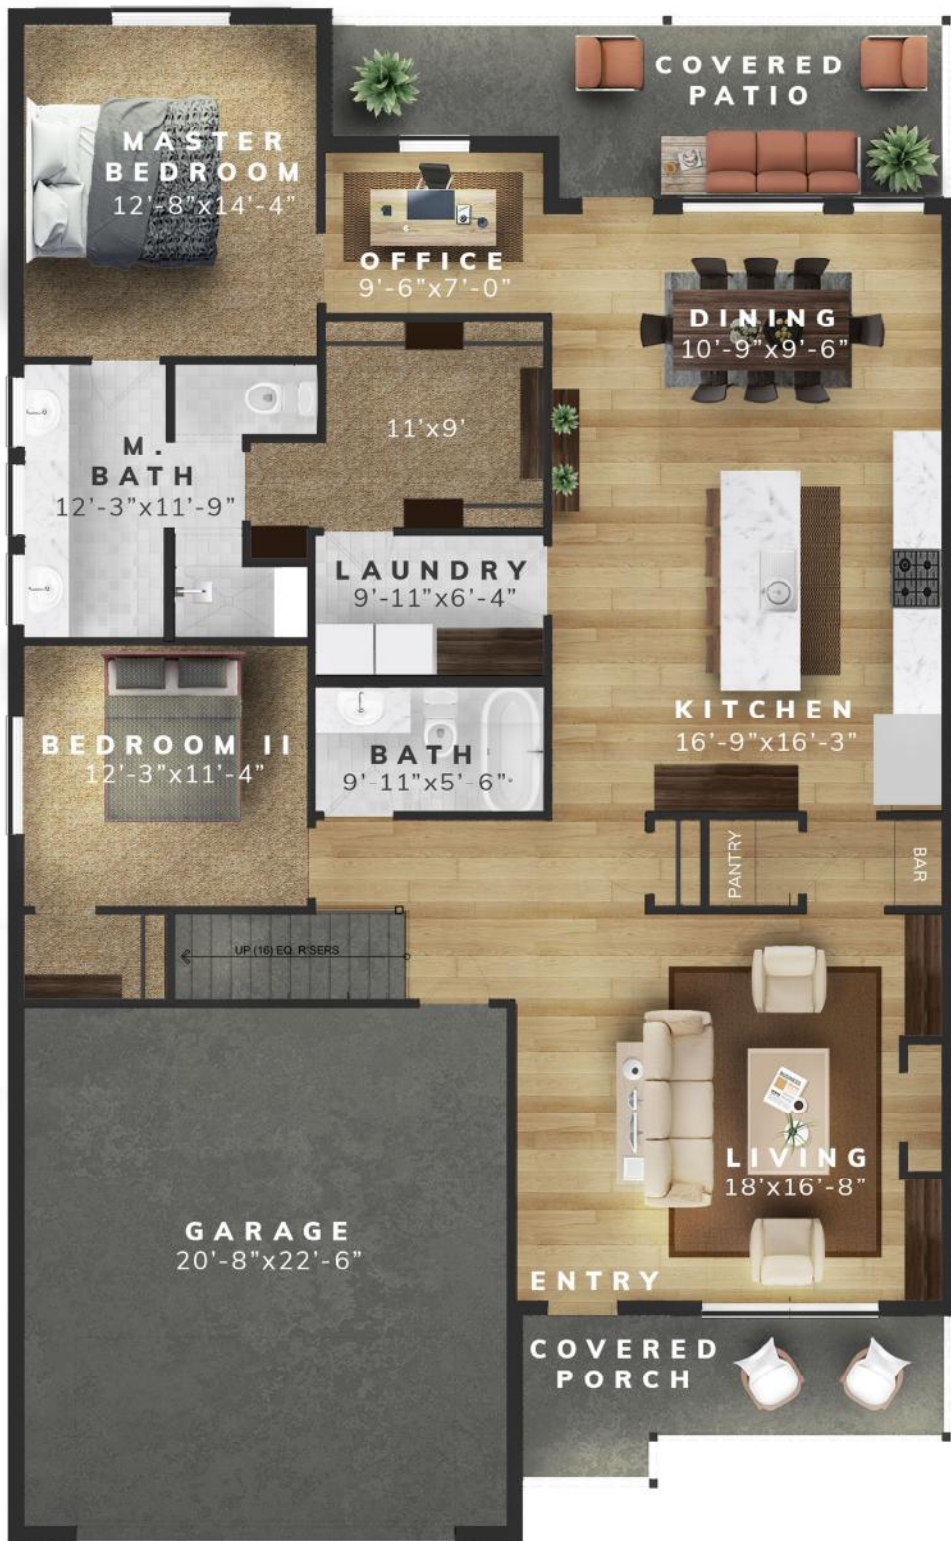 COVERED
PATIO
MASTER
BEDROOM
12'-8”x14'-4”
OFFICE
9'-6”x7'-0”
DINING
10'-9”x9'-6”
11'x9'
M.
BATH
12'-3”x11'-9”
LAUNDRY
9'-11”x6'-4”
KITCHEN
16'-9”x16'-3”
BEDROOM II
12'-3”x11'-4”
BATH
9'-11”x5'-6”
PANTRY
BAR
UP (16) EQ. RISERS
BUSINESS
LIVING
18'x16'-8”
GARAGE
20'-8”x22'-6”
ENTRY
COVERED
PORCH